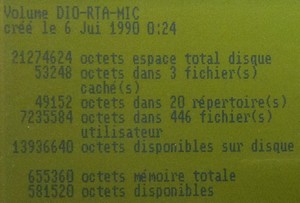 Volume DIO-RTA-MIC
créé le 6 Jui 1990 0:24
21274624 octets espace total disque
53248 octets dans 3 fichier(s)
caché(s)
49152 octets dans 20 répertoire(s)
7235584 octets dans 446 fichier(s)
utilisateur
13936640 octets disponibles sur disque
655360 octets mémoire totale
581520 octets disponibles